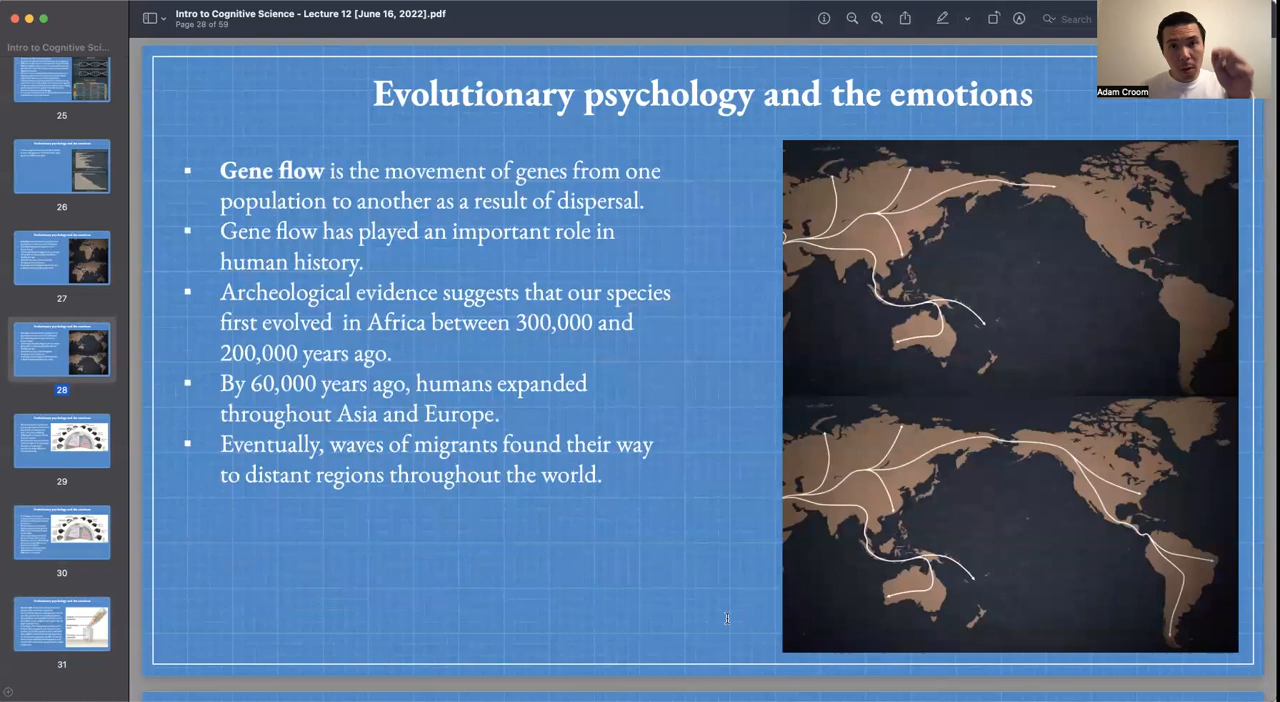 Intro to Cognitive Science - Lecture 12 [June 16, 2022].pdf
Page 28 of 59
Search
Intro to Cognitive Sci...
Adam Croom
Evolutionary psychology and the emotions
▪ Gene flow is the movement of genes from one
population to another as a result of dispersal.
▪ Gene flow has played an important role in
human history.
▪ Archeological evidence suggests that our species
first evolved in Africa between 300,000 and
200,000 years ago.
▪ By 60,000 years ago, humans expanded
throughout Asia and Europe.
▪ Eventually, waves of migrants found their way
to distant regions throughout the world.
25
26
27
28
29
30
31